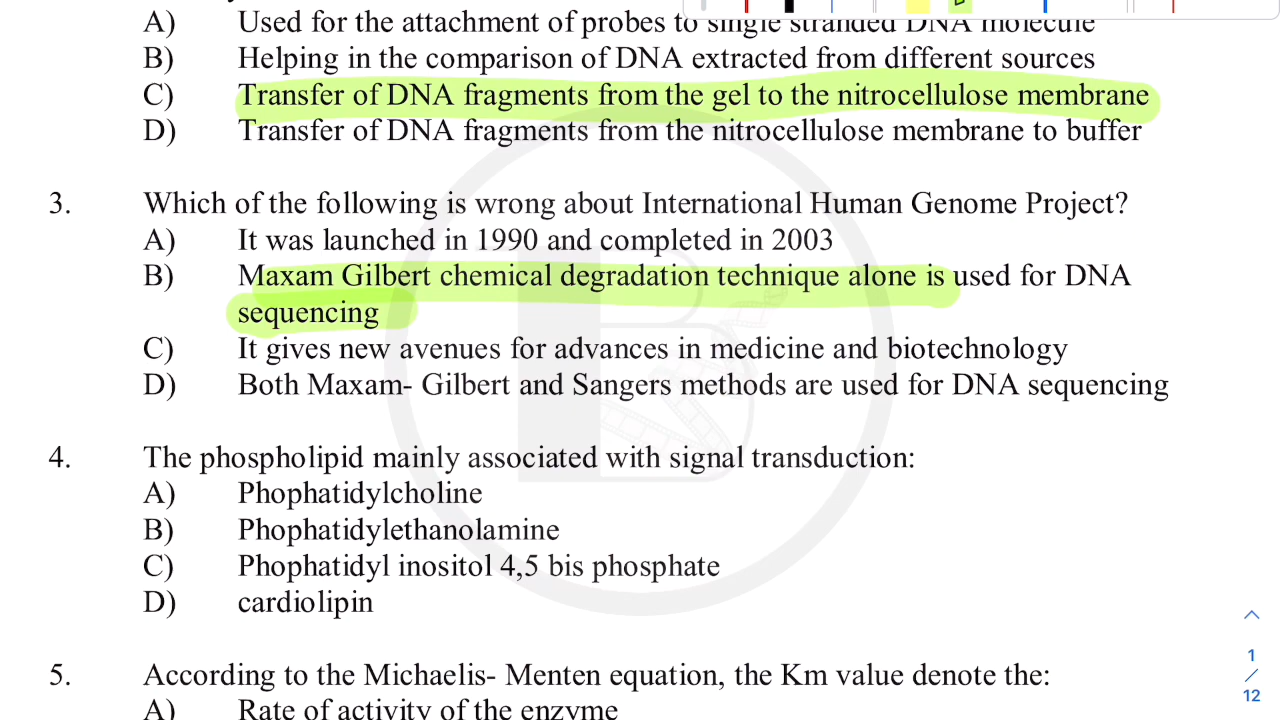 A) Used for the attachment of probes to single stranded DNA molecule
B) Helping in the comparison of DNA extracted from different sources
C) Transfer of DNA fragments from the gel to the nitrocellulose membrane
D) Transfer of DNA fragments from the nitrocellulose membrane to buffer
3. Which of the following is wrong about International Human Genome Project?
A) It was launched in 1990 and completed in 2003
B) Maxam Gilbert chemical degradation technique alone is used for DNA
sequencing
C) It gives new avenues for advances in medicine and biotechnology
D) Both Maxam- Gilbert and Sangers methods are used for DNA sequencing
4. The phospholipid mainly associated with signal transduction:
A) Phophatidylcholine
B) Phophatidylethanolamine
C) Phophatidyl inositol 4,5 bis phosphate
D) cardiolipin
5. According to the Michaelis- Menten equation, the Km value denote the:
A) Rate of activity of the enzyme
1
/
12